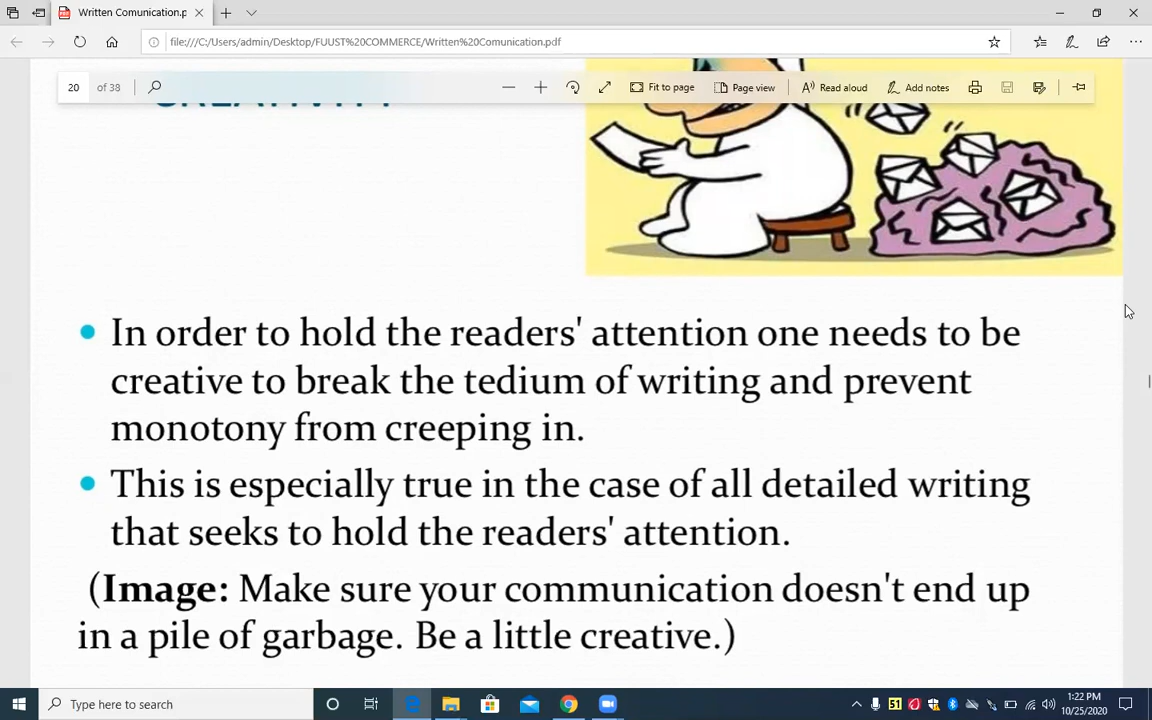 Written Comunication.p
file:///C:/Users/admin/Desktop/FUUST%20COMMERCE/Written%20Comunication.pdf
20 of 38
Fit to page
Page view
Read aloud
Add notes
CREATIVITY
In order to hold the readers' attention one needs to be
creative to break the tedium of writing and prevent
monotony from creeping in.
This is especially true in the case of all detailed writing
that seeks to hold the readers' attention.
(Image: Make sure your communication doesn't end up
in a pile of garbage. Be a little creative.)
Type here to search
51
1:22 PM
10/25/2020